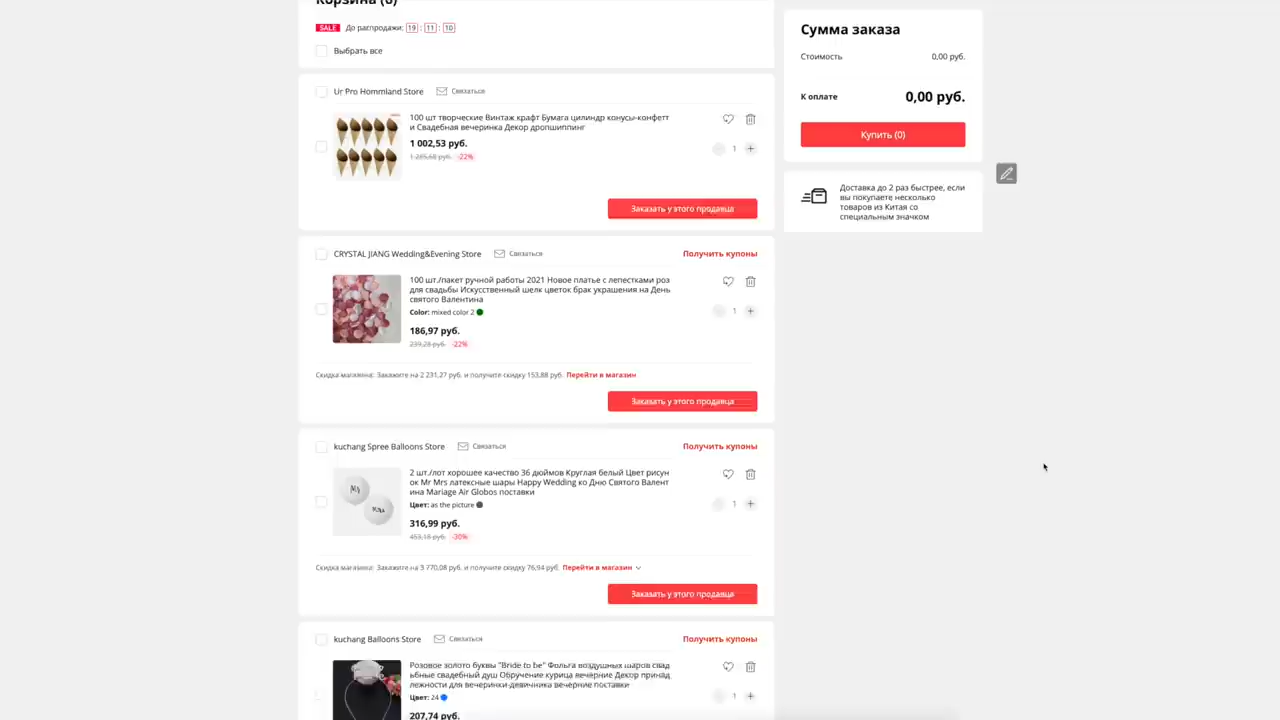 Корзина (6)
SALE До распродажи: 19 : 11 : 10
Выбрать все
Ur Pro Hommland Store Связаться
100 шт творческие Винтаж крафт Бумага цилиндр конусы-конфетт
и Свадебная вечеринка Декор дропшиппинг
1 002,53 руб.
1 285,68 руб. -22%
1
Заказать у этого продавца
CRYSTAL JIANG Wedding&Evening Store Связаться Получить купоны
100 шт./пакет ручной работы 2021 Новое платье с лепестками роз
для свадьбы Искусственный шелк цветок брак украшения на День
святого Валентина
Color: mixed color 2
186,97 руб.
239,28 руб. -22%
1
Скидка магазина: Закажите на 2 231,27 руб. и получите скидку 153,88 руб. Перейти в магазин
Заказать у этого продавца
kuchang Spree Balloons Store Связаться Получить купоны
2 шт./лот хорошее качество 36 дюймов Круглая белый Цвет рисун
ок Mr Mrs латексные шары Happy Wedding ко Дню Святого Валент
ина Mariage Air Globos поставки
Цвет: as the picture
316,99 руб.
453,18 руб. -30%
1
Скидка магазина: Закажите на 3 770,08 руб. и получите скидку 76,94 руб. Перейти в магазин
Заказать у этого продавца
kuchang Balloons Store Связаться Получить купоны
Розовое золото буквы "Bride to be" Фольга воздушных шаров свад
ьбные свадебный душ Обручение курица вечерние Декор принад
лежности для вечеринки-девичника вечерние поставки
Цвет: 24
207,74 руб.
1
Сумма заказа
Стоимость 0,00 руб.
К оплате 0,00 руб.
Купить (0)
Доставка до 2 раз быстрее, если
вы покупаете несколько
товаров из Китая со
специальным значком